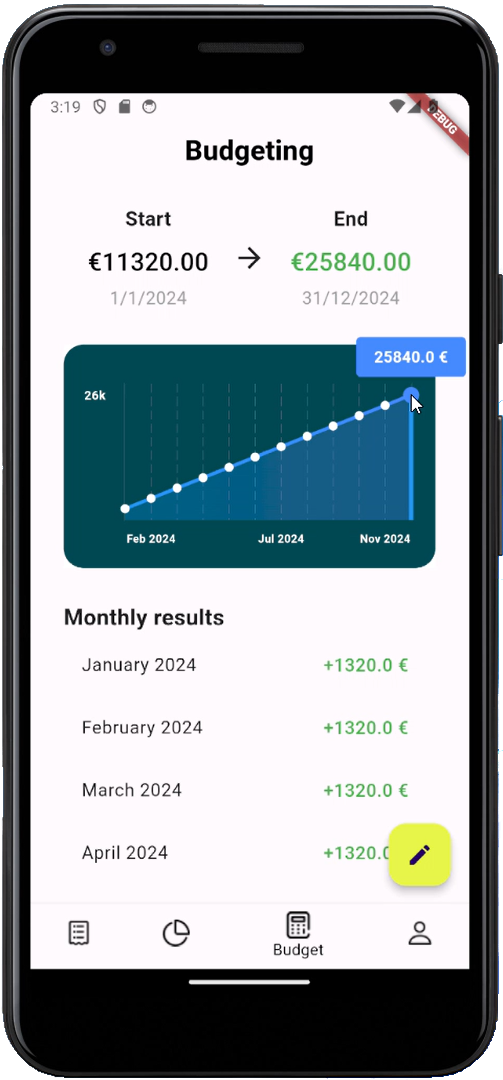 3:19
DEBUG
Budgeting
Start End
€11320.00 → €25840.00
1/1/2024 31/12/2024
25840.0 €
26k
Feb 2024 Jul 2024 Nov 2024
Monthly results
January 2024 +1320.0 €
February 2024 +1320.0 €
March 2024 +1320.0 €
April 2024 +1320.0
Budget